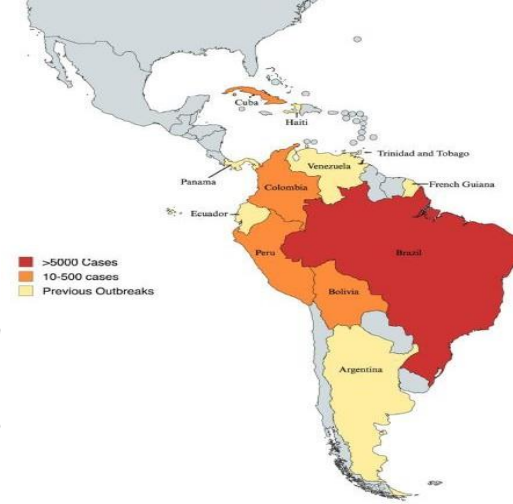 Cuba
Haiti
Trinidad and Tobago
Venezuela
Panama
French Guiana
Colombia
Ecuador
Peru
Brazil
>5000 Cases
10-500 cases
Previous Outbreaks
Bolivia
Argentina